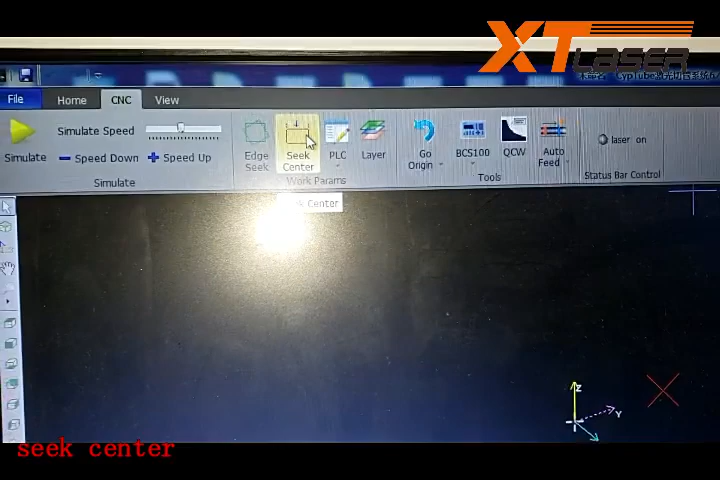 XT LASER
CypTube
File
Home
CNC
View
Simulate
Simulate Speed
Speed Down
Speed Up
Simulate
Edge Seek
Seek Center
PLC
Layer
Work Params
Go Origin
BCS100
QCW
Auto Feed
Tools
laser on
Status Bar Control
Center
Z
Y
seek center